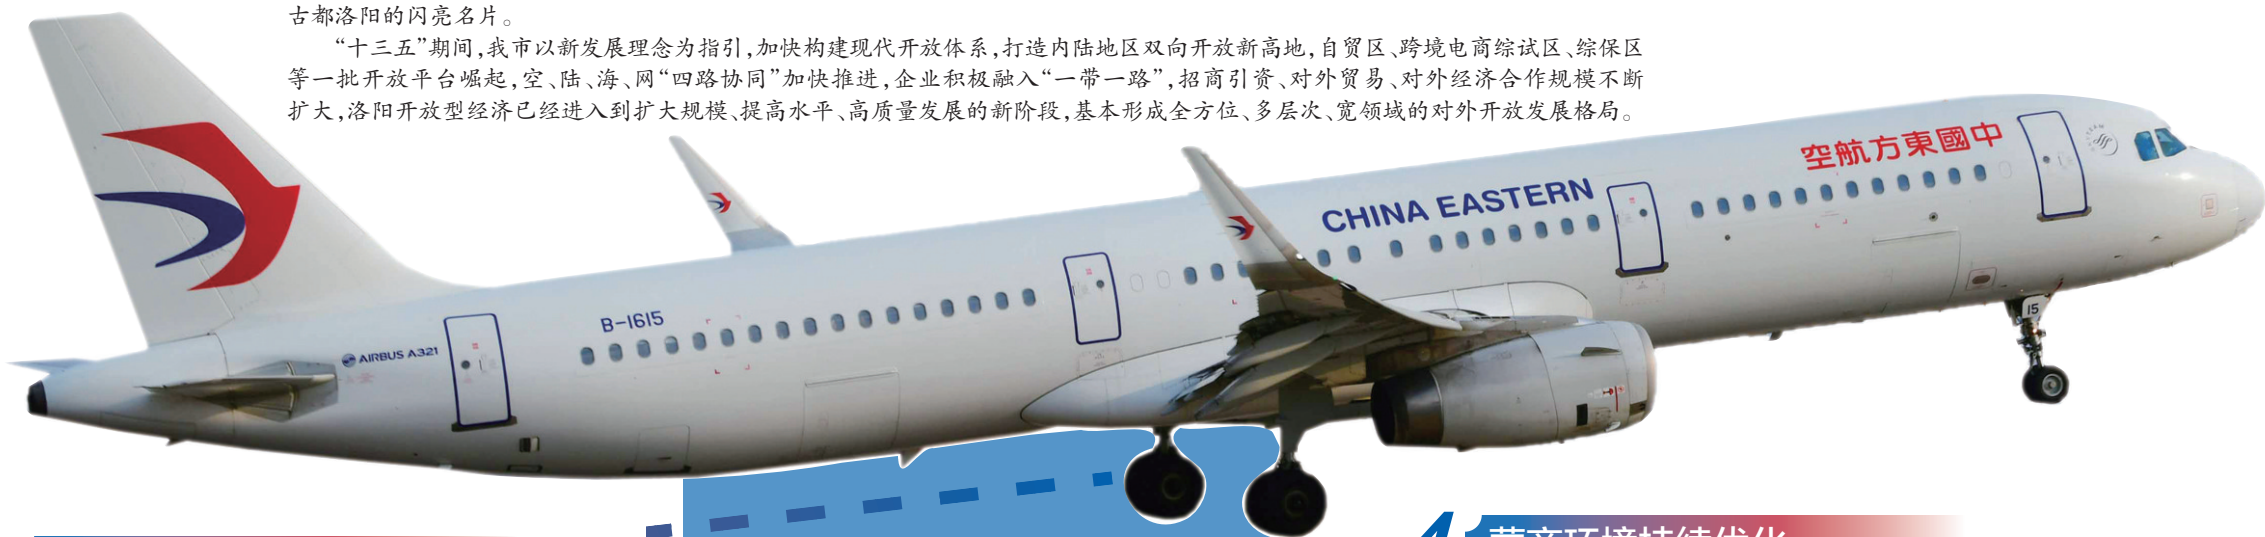 古都洛阳的闪亮名片。
“十三五”期间，我市以新发展理念为指引，加快构建现代开放体系，打造内陆地区双向开放新高地，自贸区、跨境电商综试区、综保区
等一批开放平台崛起，空、陆、海、网“四路协同”加快推进，企业积极融入“一带一路”，招商引资、对外贸易、对外经济合作规模不断
扩大，洛阳开放型经济已经进入到扩大规模、提高水平、高质量发展的新阶段，基本形成全方位、多层次、宽领域的对外开放发展格局。
空航方東國中
CHINA EASTERN
B-1615
AIRBUS A321
15
4 营商环境持续优化